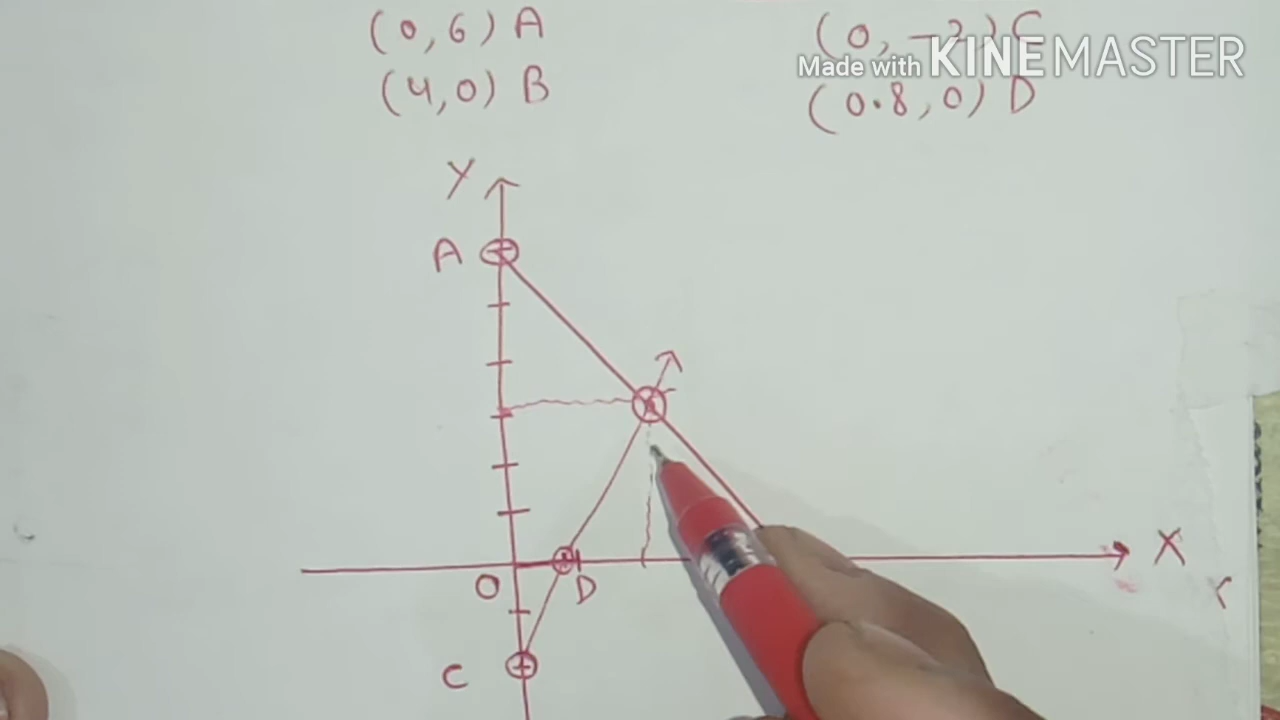 (0,6) A
(4,0) B
(0,-2) C
(0.8,0) D
Made with KINEMASTER
Y
A
X
O
D
C